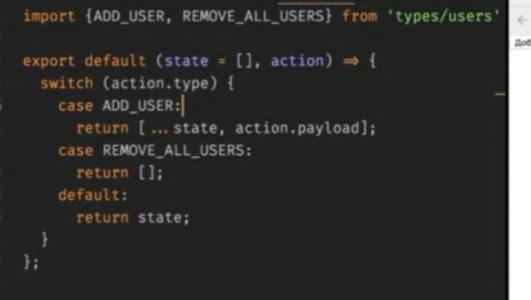 import {ADD_USER, REMOVE_ALL_USERS} from 'types/users'
export default (state = [], action) => {
  switch (action.type) {
    case ADD_USER:
      return [...state, action.payload];
    case REMOVE_ALL_USERS:
      return [];
    default:
      return state;
  }
};
Доб